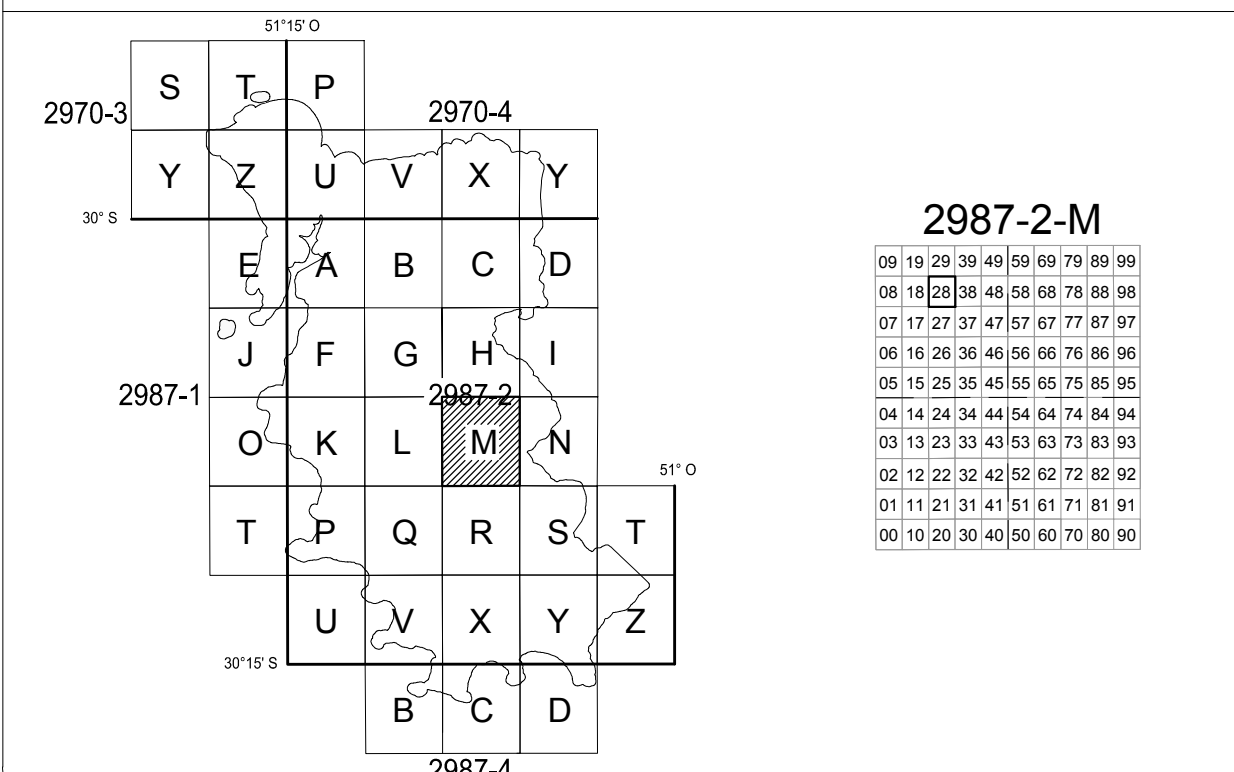 51°15' O
S T P
2970-3
2970-4
Y Z U V X Y
30° S
E A B C D
J F G H I
2987-1
2987-2
O K L M N
51° O
T P Q R S T
U V X Y Z
30°15' S
B C D
2987-4
2987-2-M
09 19 29 39 49 59 69 79 89 99
08 18 28 38 48 58 68 78 88 98
07 17 27 37 47 57 67 77 87 97
06 16 26 36 46 56 66 76 86 96
05 15 25 35 45 55 65 75 85 95
04 14 24 34 44 54 64 74 84 94
03 13 23 33 43 53 63 73 83 93
02 12 22 32 42 52 62 72 82 92
01 11 21 31 41 51 61 71 81 91
00 10 20 30 40 50 60 70 80 90